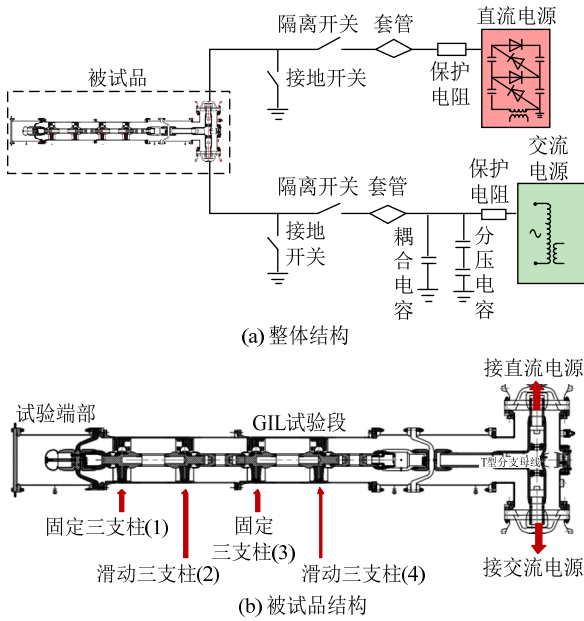 隔离开关
套管
直流电源
接地开关
保护
电阻
被试品
交流
电源
隔离开关
套管
保护
电阻
接地
开关
耦合电容
分压电容
(a) 整体结构
接直流电源
试验端部
GIL试验段
T型分支母线
固定三支柱(1)
固定
三支柱(3)
滑动三支柱(2)
滑动三支柱(4)
接交流电源
(b) 被试品结构